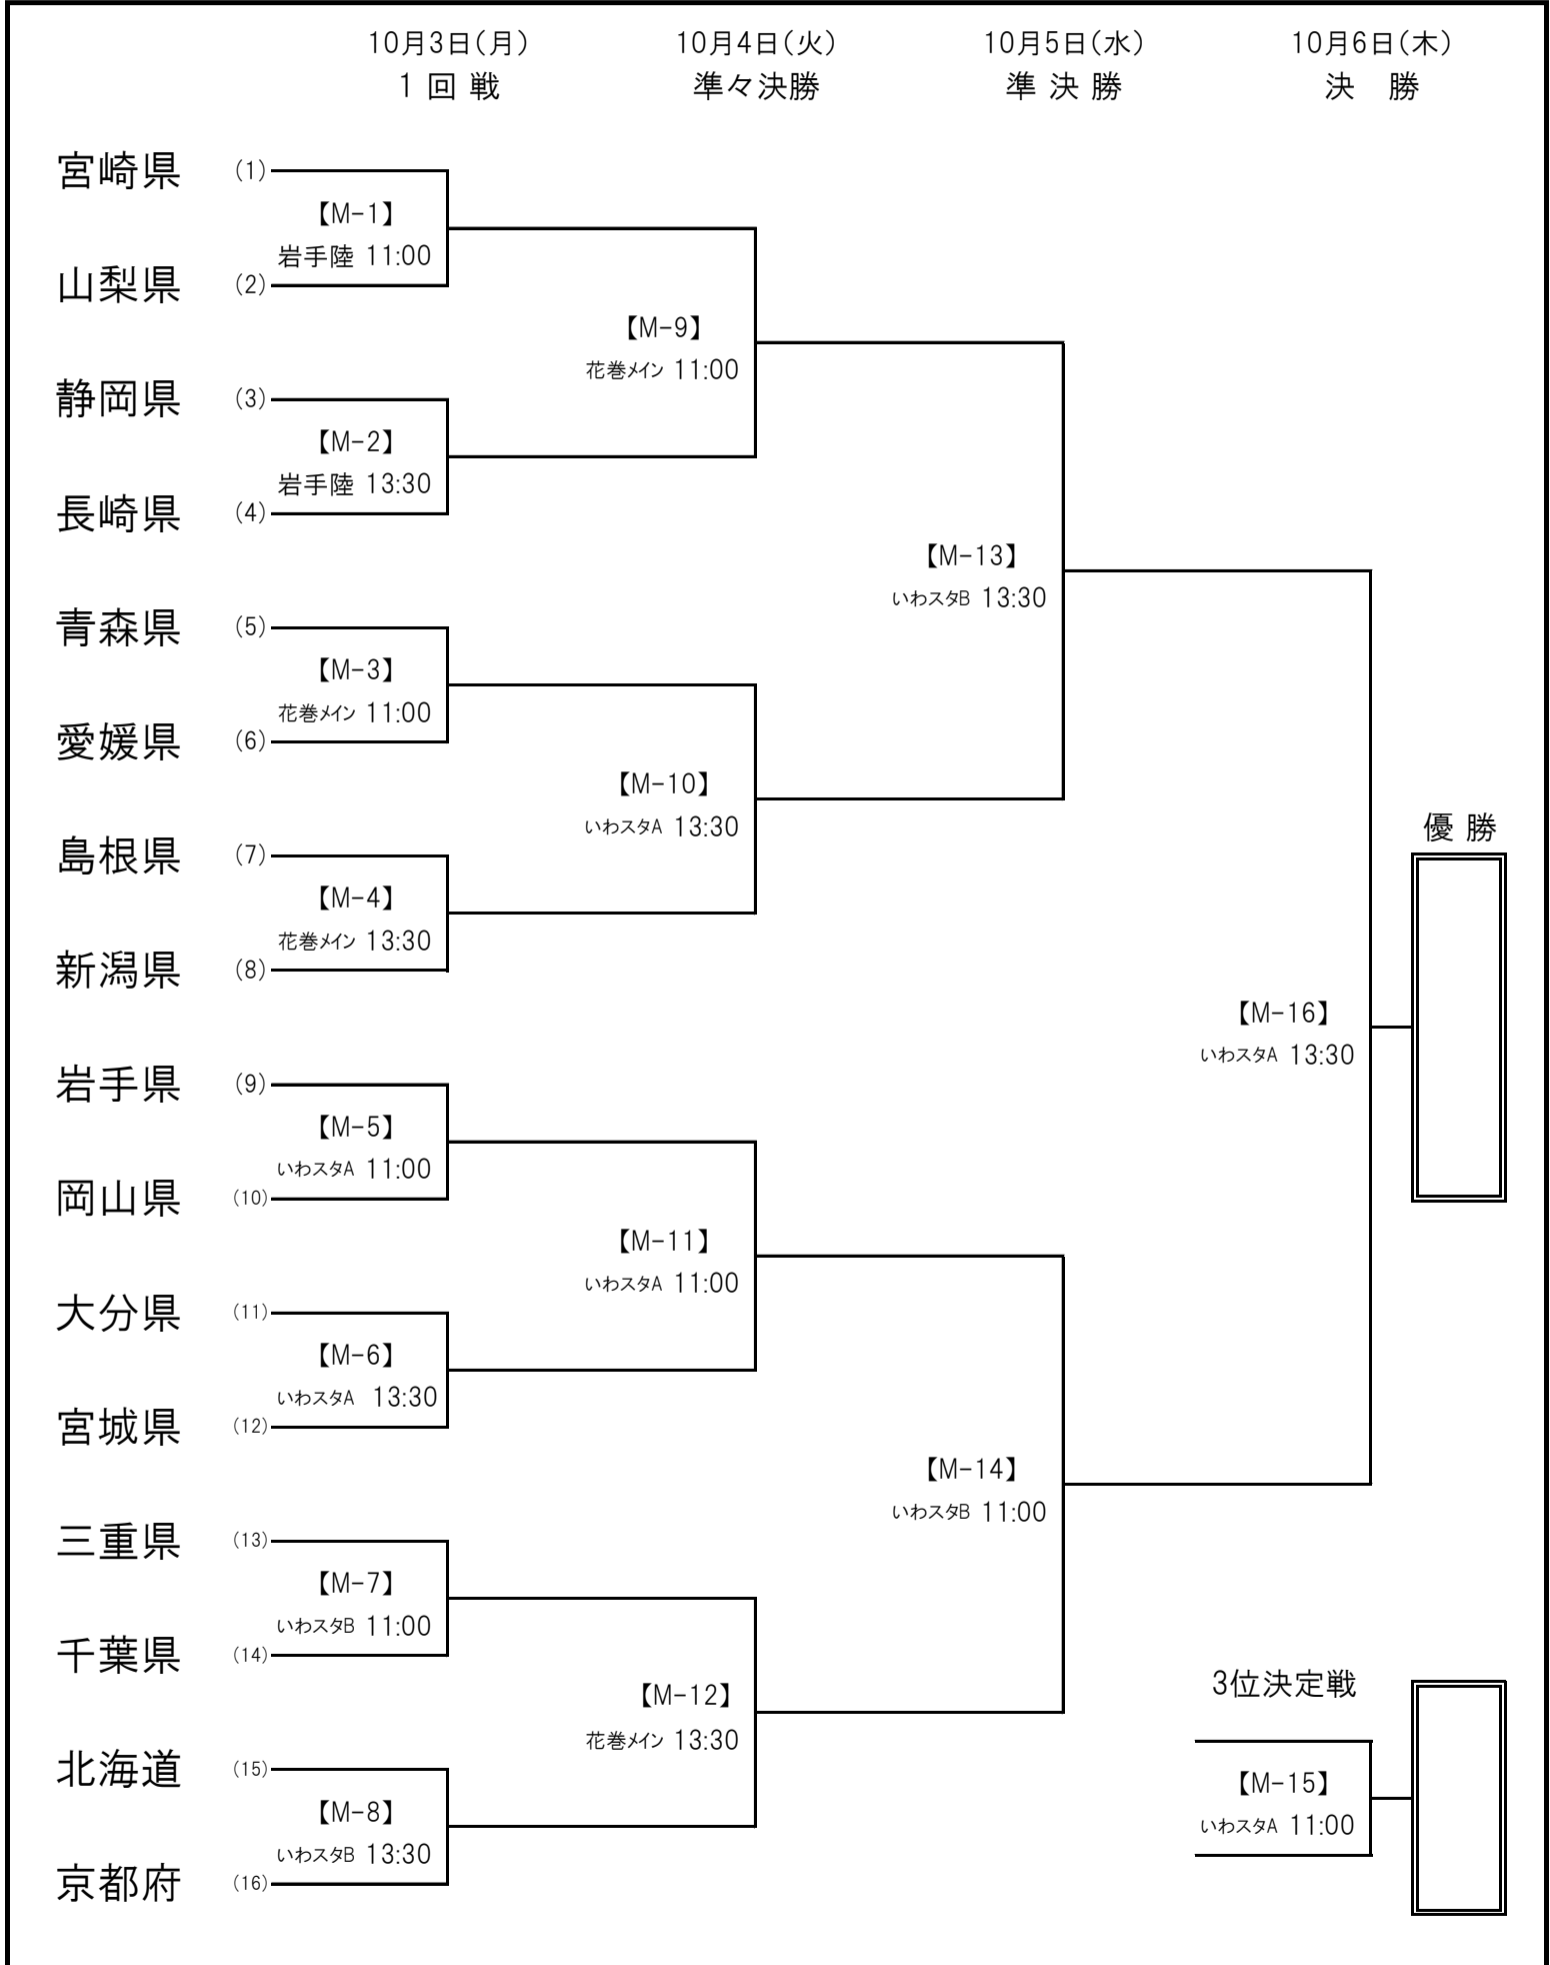 10月3日(月) 10月4日(火) 10月5日(水) 10月6日(木)
1 回 戦 準々決勝 準 決 勝 決 勝
宮崎県 (1)
【M-1】
岩手陸 11:00
山梨県 (2)
【M-9】
花巻メイン 11:00
静岡県 (3)
【M-2】
岩手陸 13:30
長崎県 (4)
【M-13】
いわスタB 13:30
青森県 (5)
【M-3】
花巻メイン 11:00
愛媛県 (6)
【M-10】
いわスタA 13:30
優 勝
島根県 (7)
【M-4】
花巻メイン 13:30
新潟県 (8)
【M-16】
いわスタA 13:30
岩手県 (9)
【M-5】
いわスタA 11:00
岡山県 (10)
【M-11】
いわスタA 11:00
大分県 (11)
【M-6】
いわスタA 13:30
宮城県 (12)
【M-14】
いわスタB 11:00
三重県 (13)
【M-7】
いわスタB 11:00
千葉県 (14)
3位決定戦
【M-12】
花巻メイン 13:30
北海道 (15)
【M-15】
いわスタA 11:00
【M-8】
いわスタB 13:30
京都府 (16)